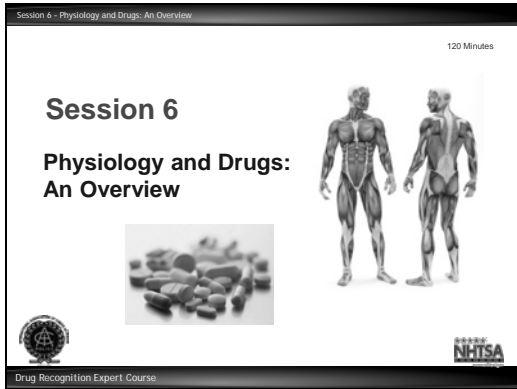 Session 6 - Physiology and Drugs: An Overview
120 Minutes
Session 6
Physiology and Drugs:
An Overview
NHTSA
Drug Recognition Expert Course